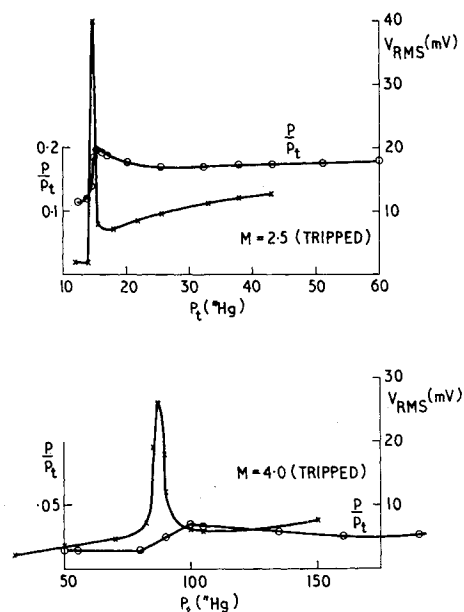 40
V_RMS (mV)
30
P/P_t
0.2
20
P/P_t
0.1
10
M = 2.5 (TRIPPED)
10 20 30 40 50 60
P_t ("Hg)
30
V_RMS (mV)
20
P/P_t
M = 4.0 (TRIPPED)
.05
P/P_t
10
50 100 150
P_s ("Hg)